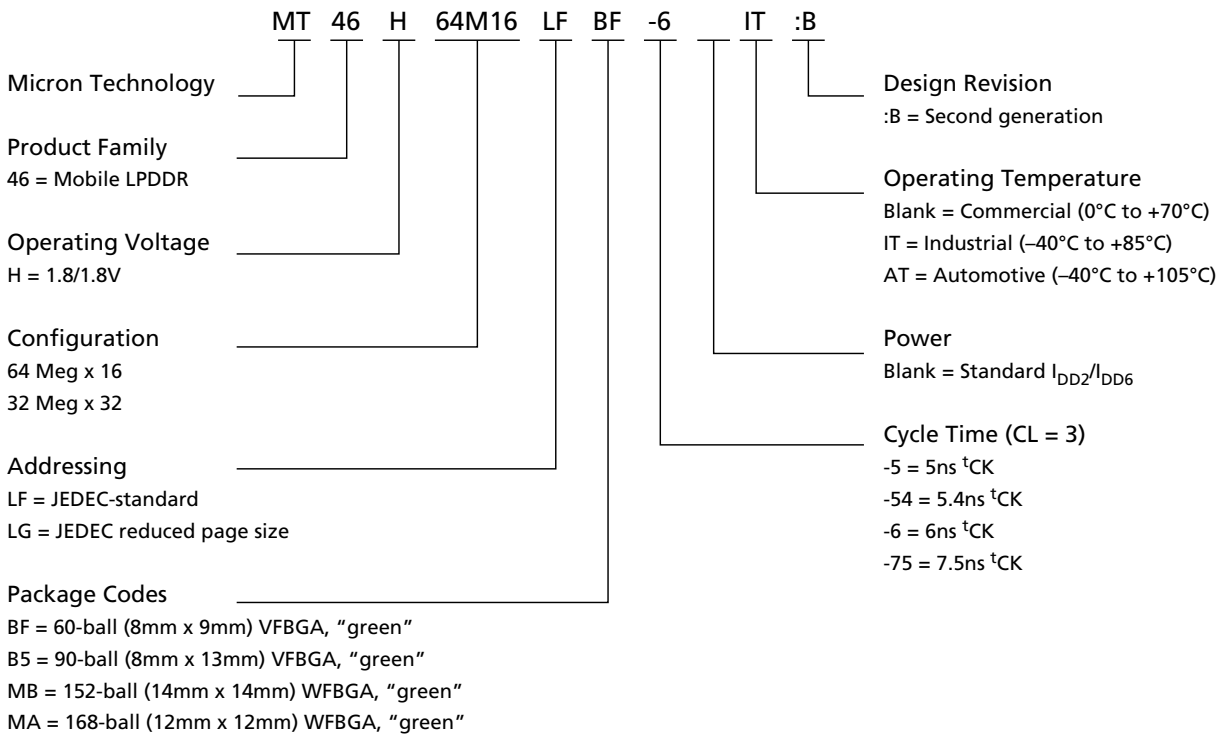 MT 46 H 64M16 LF BF -6 IT :B
Micron Technology
Product Family
46 = Mobile LPDDR
Operating Voltage
H = 1.8/1.8V
Configuration
64 Meg x 16
32 Meg x 32
Addressing
LF = JEDEC-standard
LG = JEDEC reduced page size
Package Codes
BF = 60-ball (8mm x 9mm) VFBGA, “green”
B5 = 90-ball (8mm x 13mm) VFBGA, “green”
MB = 152-ball (14mm x 14mm) WFBGA, “green”
MA = 168-ball (12mm x 12mm) WFBGA, “green”
Design Revision
:B = Second generation
Operating Temperature
Blank = Commercial (0°C to +70°C)
IT = Industrial (–40°C to +85°C)
AT = Automotive (–40°C to +105°C)
Power
Blank = Standard IDD2/IDD6
Cycle Time (CL = 3)
-5 = 5ns tCK
-54 = 5.4ns tCK
-6 = 6ns tCK
-75 = 7.5ns tCK